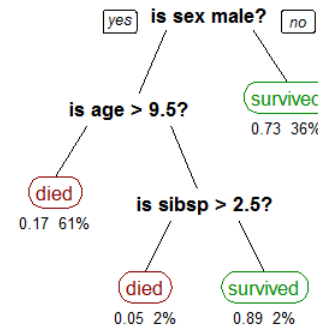 yes is sex male? no
is age > 9.5? survived
0.73 36%
died is sibsp > 2.5?
0.17 61%
died survived
0.05 2% 0.89 2%